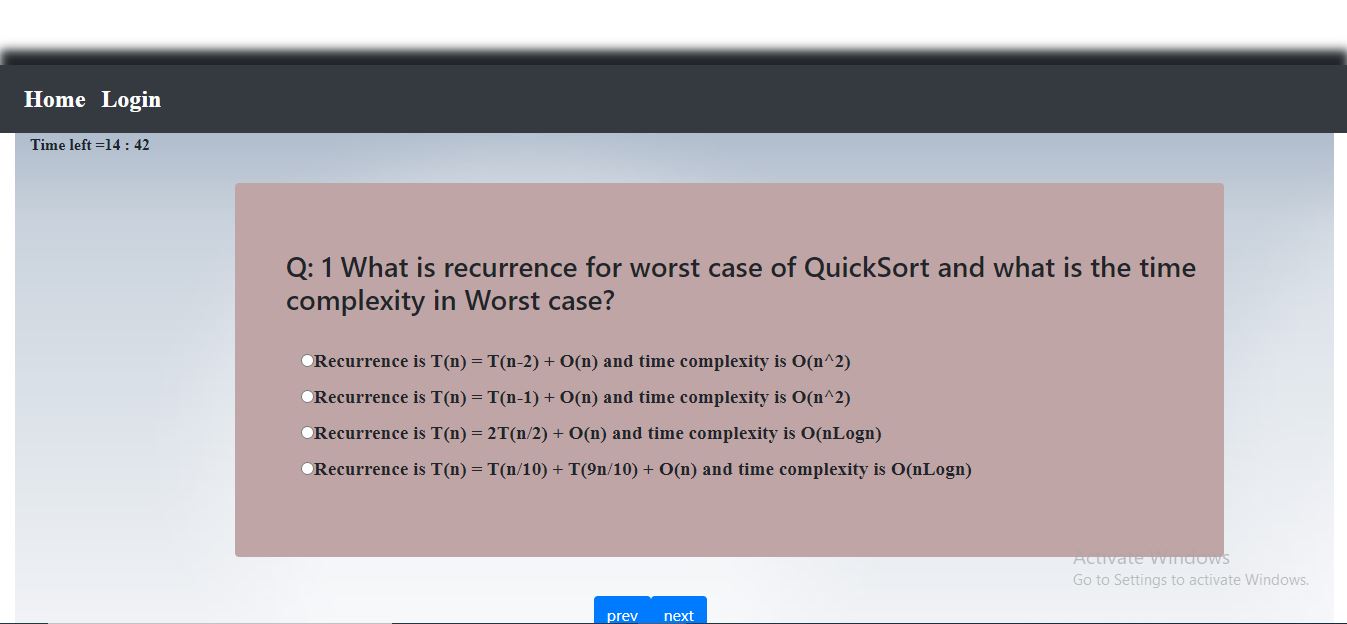 Home Login
Time left =14 : 42
Q: 1 What is recurrence for worst case of QuickSort and what is the time
complexity in Worst case?
Recurrence is T(n) = T(n-2) + O(n) and time complexity is O(n^2)
Recurrence is T(n) = T(n-1) + O(n) and time complexity is O(n^2)
Recurrence is T(n) = 2T(n/2) + O(n) and time complexity is O(nLogn)
Recurrence is T(n) = T(n/10) + T(9n/10) + O(n) and time complexity is O(nLogn)
Activate Windows
Go to Settings to activate Windows.
prev next